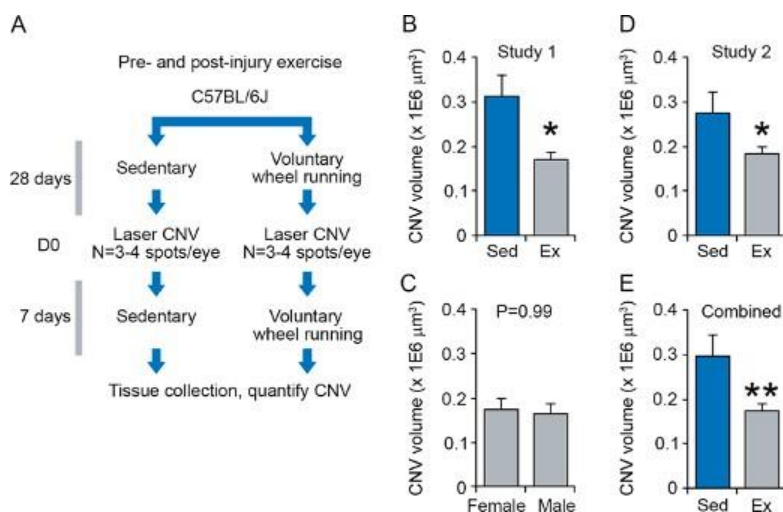 A
Pre- and post-injury exercise
C57BL/6J
28 days
Sedentary
Voluntary
wheel running
D0
Laser CNV
N=3-4 spots/eye
Laser CNV
N=3-4 spots/eye
7 days
Sedentary
Voluntary
wheel running
Tissue collection, quantify CNV
B
Study 1
CNV volume (x 1E6 μm³)
0.4
0.3
0.2
0.1
0
*
Sed Ex
C
P=0.99
CNV volume (x 1E6 μm³)
0.4
0.3
0.2
0.1
0
Female Male
D
Study 2
CNV volume (x 1E6 μm³)
0.4
0.3
0.2
0.1
0
*
Sed Ex
E
Combined
CNV volume (x 1E6 μm³)
0.4
0.3
0.2
0.1
0
**
Sed Ex